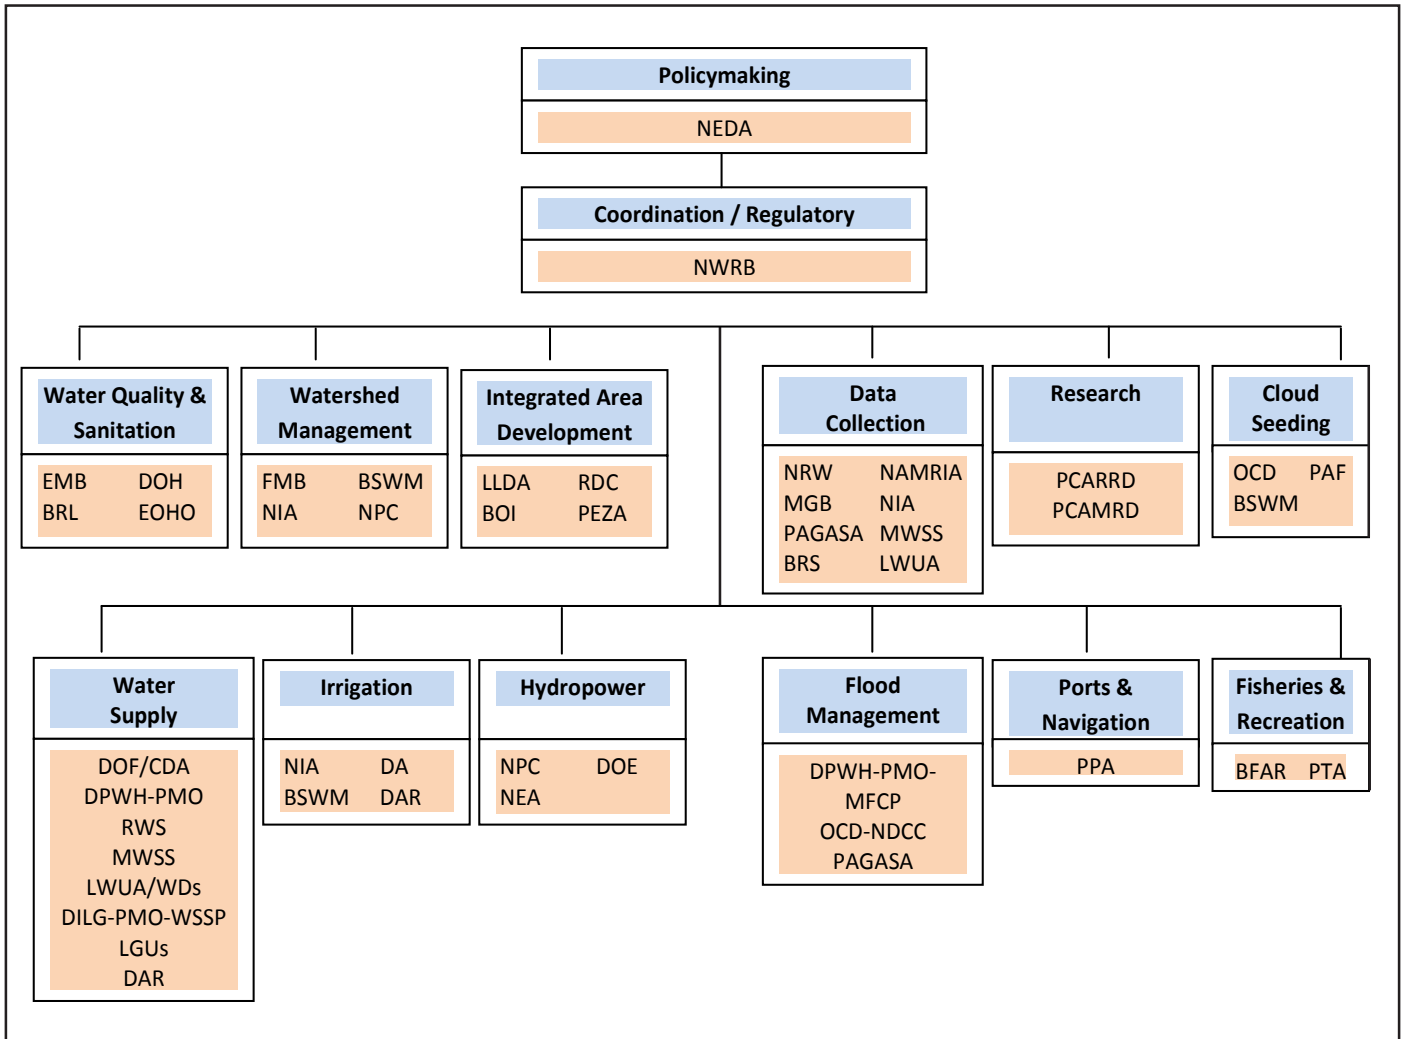 Policymaking
NEDA
Coordination / Regulatory
NWRB
Water Quality &
Sanitation
EMB DOH
BRL EOHO
Watershed
Management
FMB BSWM
NIA NPC
Integrated Area
Development
LLDA RDC
BOI PEZA
Data
Collection
NRW NAMRIA
MGB NIA
PAGASA MWSS
BRS LWUA
Research
PCARRD
PCAMRD
Cloud
Seeding
OCD PAF
BSWM
Water
Supply
DOF/CDA
DPWH-PMO
RWS
MWSS
LWUA/WDs
DILG-PMO-WSSP
LGUs
DAR
Irrigation
NIA DA
BSWM DAR
Hydropower
NPC DOE
NEA
Flood
Management
DPWH-PMO-
MFCP
OCD-NDCC
PAGASA
Ports &
Navigation
PPA
Fisheries &
Recreation
BFAR PTA